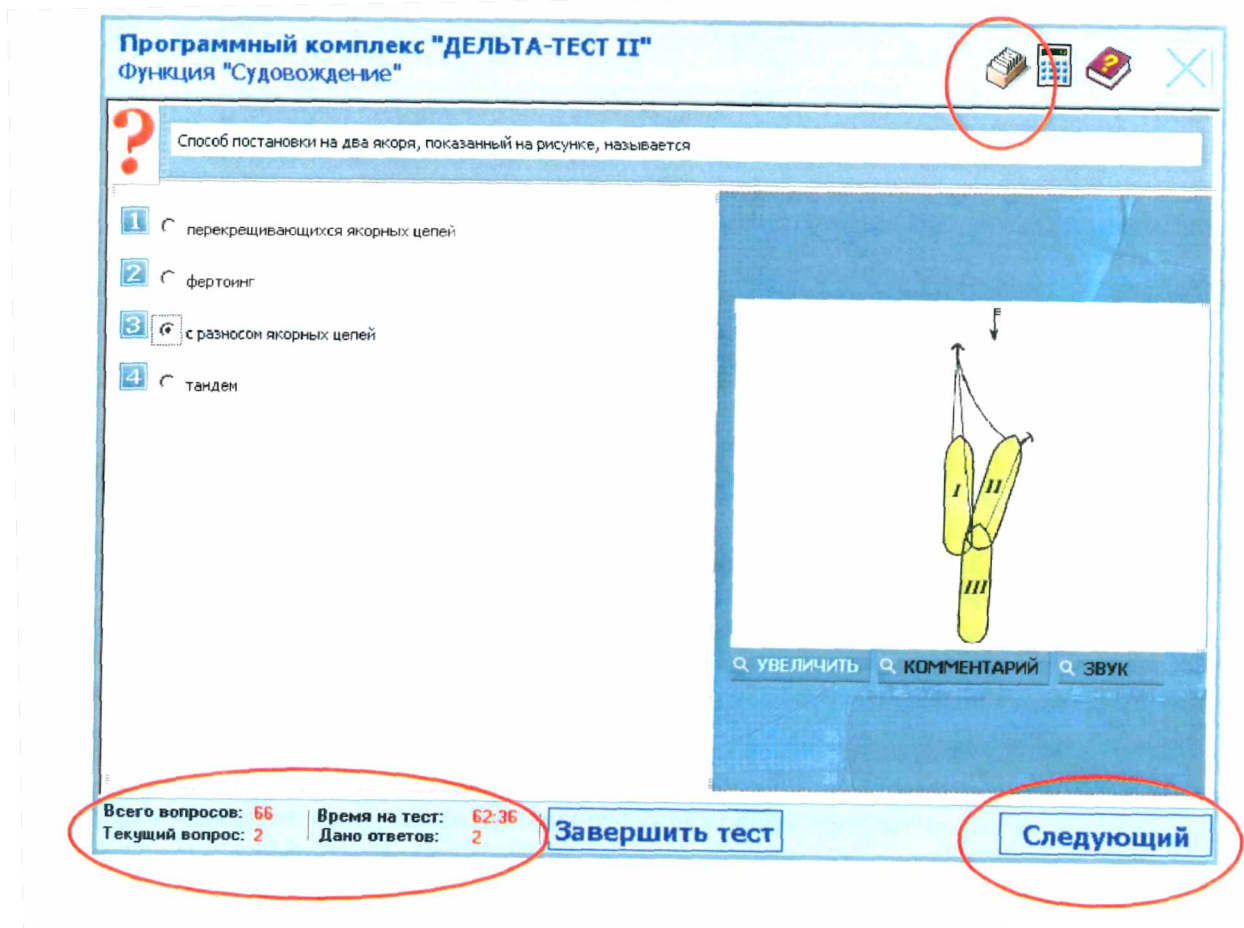 Программный комплекс "ДЕЛЬТА-ТЕСТ II"
Функция "Судовождение"
Способ постановки на два якоря, показанный на рисунке, называется
1 перекрещивающихся якорных цепей
2 фертоинг
3 с разносом якорных цепей
4 тандем
I
II
III
УВЕЛИЧИТЬ КОММЕНТАРИЙ ЗВУК
Всего вопросов: 66 Время на тест: 62:36
Текущий вопрос: 2 Дано ответов: 2
Завершить тест
Следующий